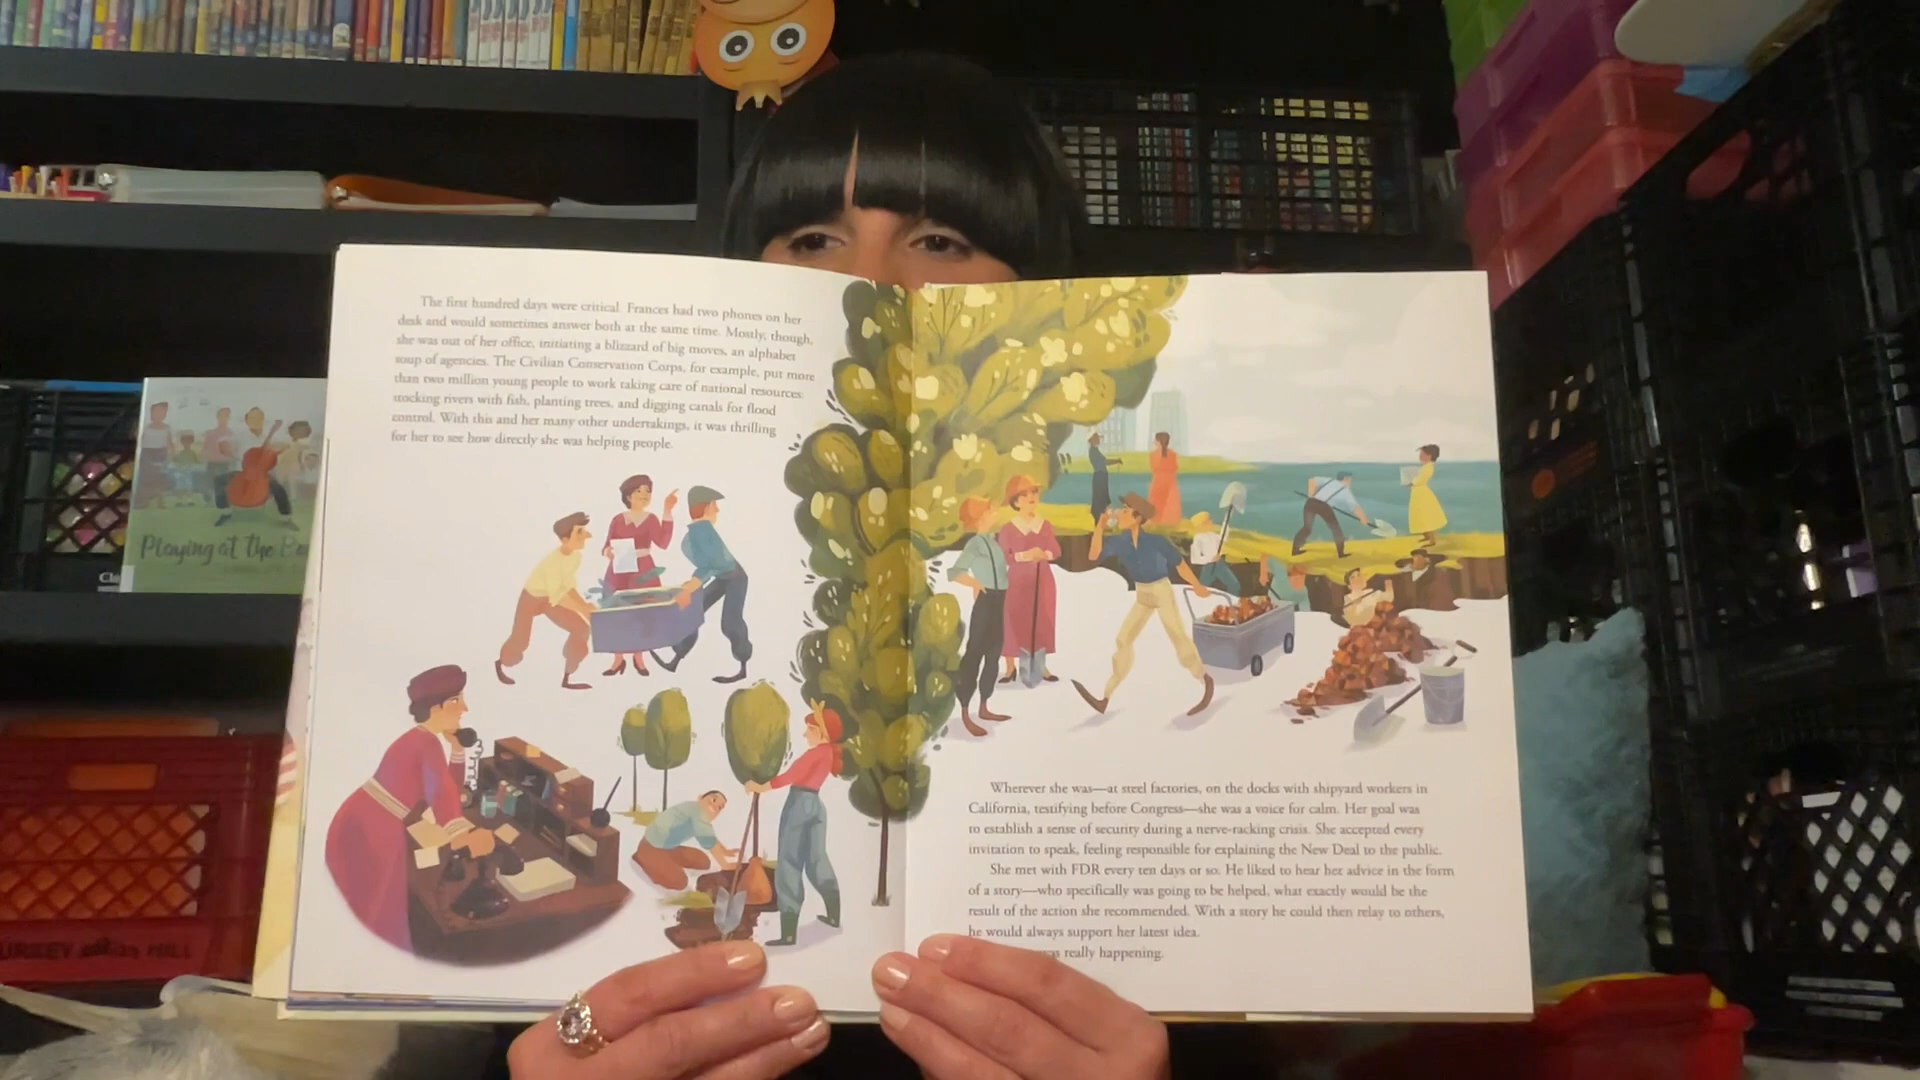 The first hundred days were critical. Frances had two phones on her
desk and would sometimes answer both at the same time. Mostly, though,
she was out of her office, initiating a blizzard of big moves, an alphabet
soup of agencies. The Civilian Conservation Corps, for example, put more
than two million young people to work taking care of national resources:
stocking rivers with fish, planting trees, and digging canals for flood
control. With this and her many other undertakings, it was thrilling
for her to see how directly she was helping people.
Playing at the
Wherever she was—at steel factories, on the docks with shipyard workers in
California, testifying before Congress—she was a voice for calm. Her goal was
to establish a sense of security during a nerve-racking crisis. She accepted every
invitation to speak, feeling responsible for explaining the New Deal to the public.
She met with FDR every ten days or so. He liked to hear her advice in the form
of a story—who specifically was going to be helped, what exactly would be the
result of the action she recommended. With a story he could then relay to others,
he would always support her latest idea.
really happening.
HILL